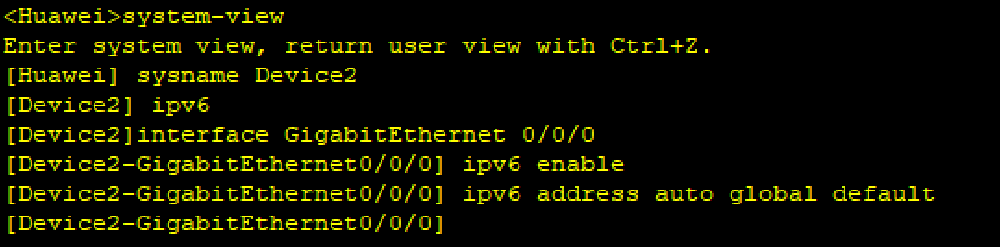 <Huawei>system-view
Enter system view, return user view with Ctrl+Z.
[Huawei] sysname Device2
[Device2] ipv6
[Device2]interface GigabitEthernet 0/0/0
[Device2-GigabitEthernet0/0/0] ipv6 enable
[Device2-GigabitEthernet0/0/0] ipv6 address auto global default
[Device2-GigabitEthernet0/0/0]